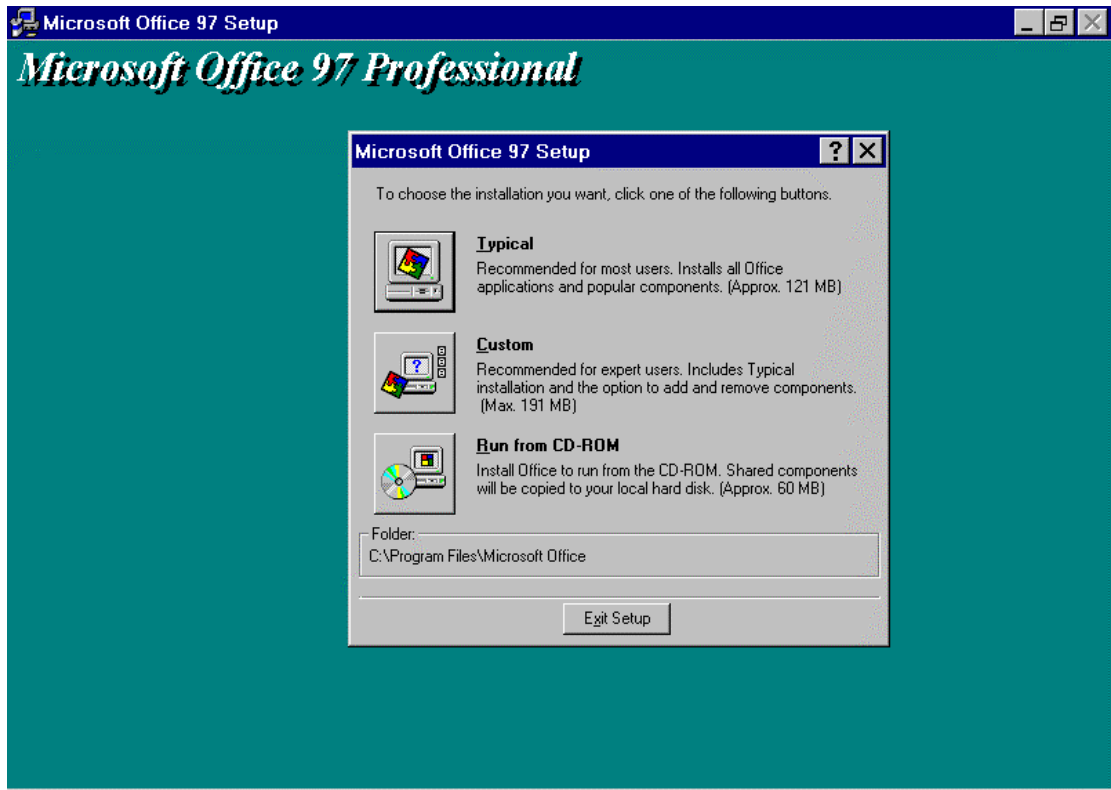 Microsoft Office 97 Setup
Microsoft Office 97 Professional
Microsoft Office 97 Setup
To choose the installation you want, click one of the following buttons.
Typical
Recommended for most users. Installs all Office
applications and popular components. (Approx. 121 MB)
Custom
Recommended for expert users. Includes Typical
installation and the option to add and remove components.
(Max. 191 MB)
Run from CD-ROM
Install Office to run from the CD-ROM. Shared components
will be copied to your local hard disk. (Approx. 60 MB)
Folder:
C:\Program Files\Microsoft Office
Exit Setup